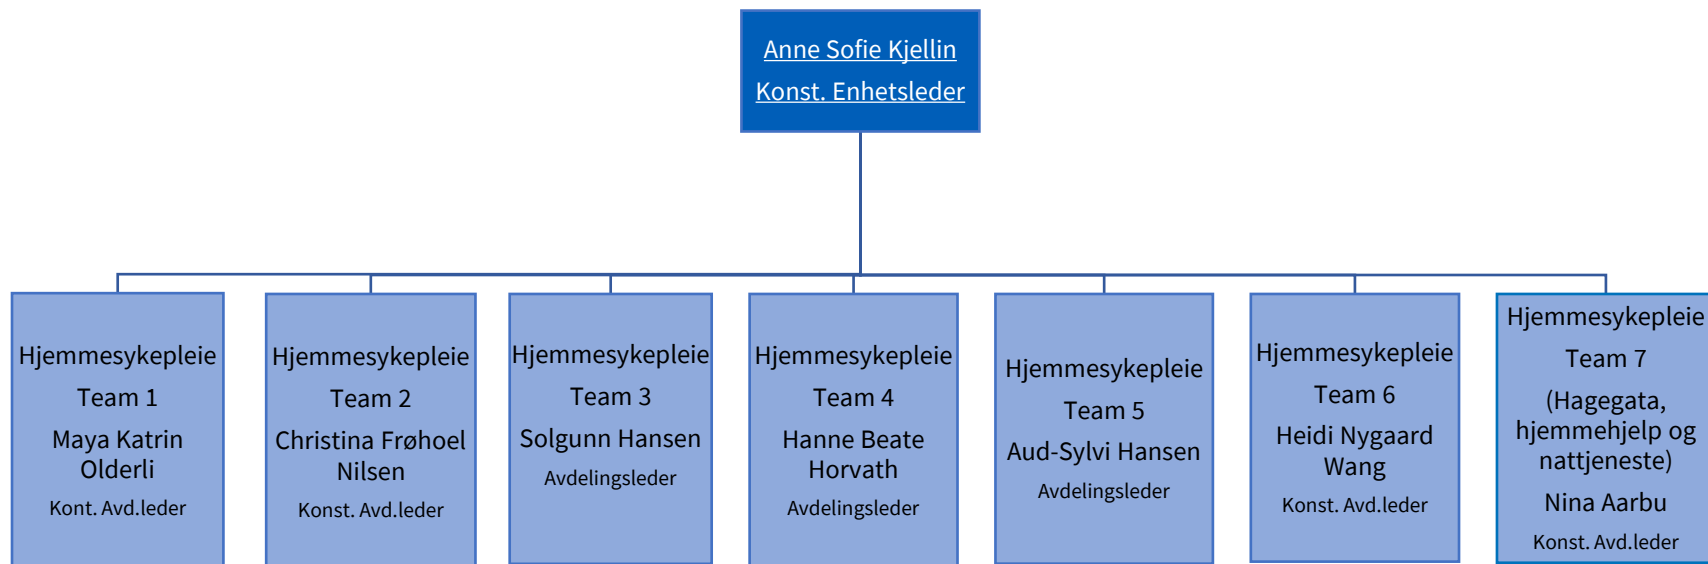 Anne Sofie Kjellin
Konst. Enhetsleder
Hjemmesykepleie
Team 1
Maya Katrin
Olderli
Kont. Avd.leder
Hjemmesykepleie
Team 2
Christina Frøhoel
Nilsen
Konst. Avd.leder
Hjemmesykepleie
Team 3
Solgunn Hansen
Avdelingsleder
Hjemmesykepleie
Team 4
Hanne Beate
Horvath
Avdelingsleder
Hjemmesykepleie
Team 5
Aud-Sylvi Hansen
Avdelingsleder
Hjemmesykepleie
Team 6
Heidi Nygaard
Wang
Konst. Avd.leder
Hjemmesykepleie
Team 7
(Hagegata,
hjemmehjelp og
nattjeneste)
Nina Aarbu
Konst. Avd.leder